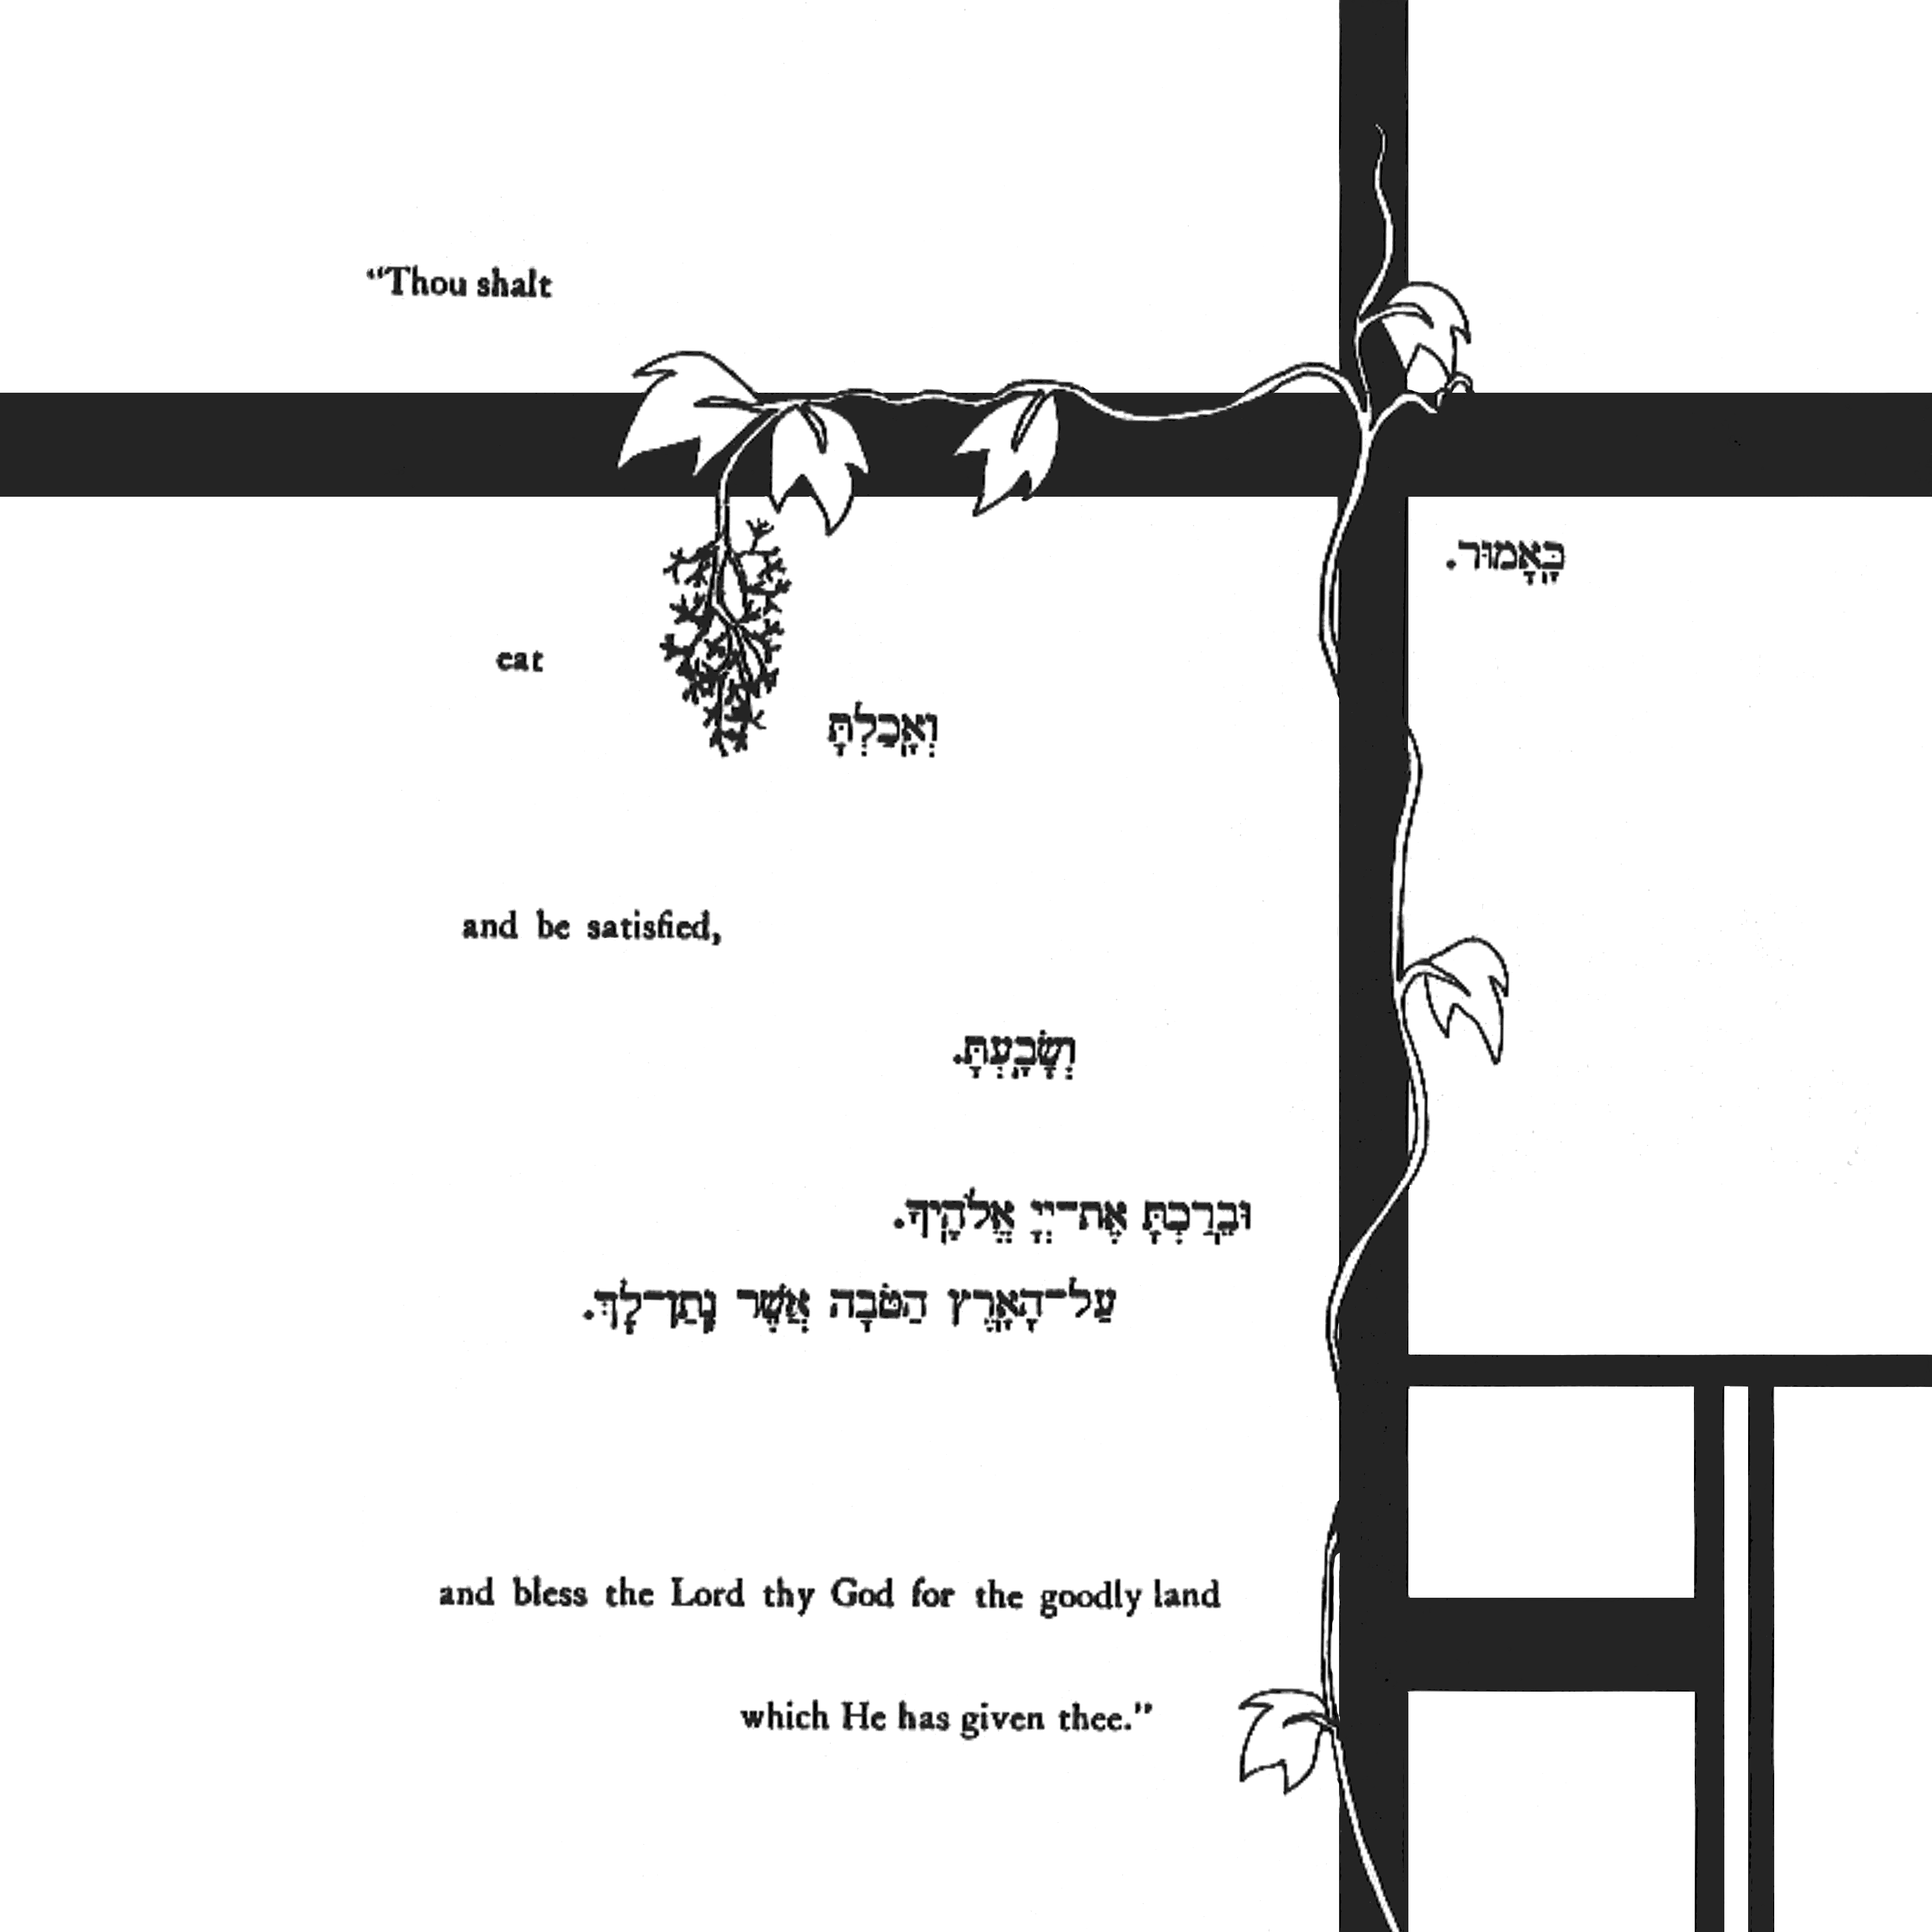 “Thou shalt
כָּאָמוּר.
eat
וְאָכַלְתָּ
and be satisfied,
וְשָׂבָעְתָּ.
וּבֵרַכְתָּ אֶת־יְיָ אֱלֹהֶיךָ.
עַל־הָאָרֶץ הַטֹּבָה אֲשֶׁר נָתַן־לָךְ.
and bless the Lord thy God for the goodly land
which He has given thee.”